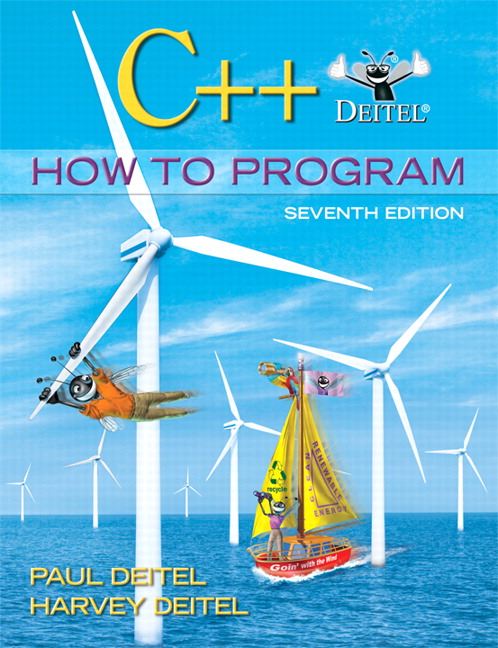 C++
DEITEL®
HOW TO PROGRAM
SEVENTH EDITION
RENEWABLE
ENERGY
recycle
Goin' with the Wind
PAUL DEITEL
HARVEY DEITEL